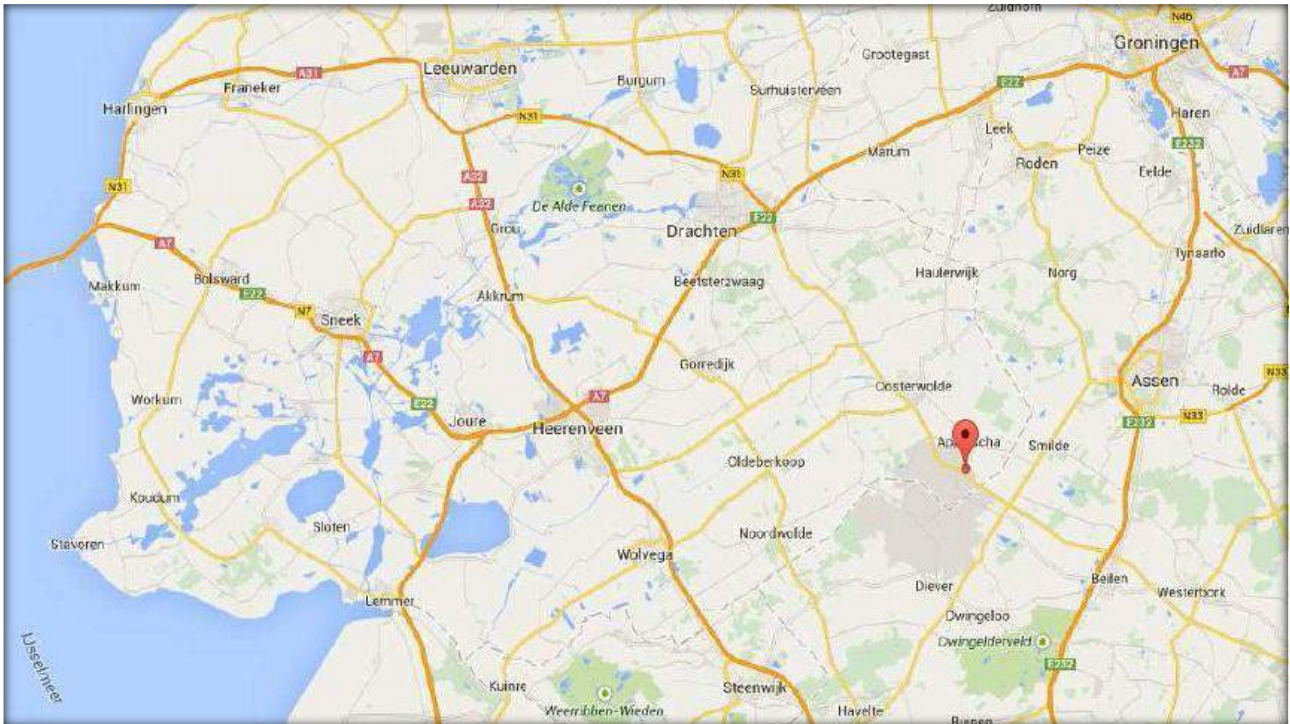 Zuidhorn
N46
Groningen
Grootegast
A7
Leeuwarden
A31
Franeker
Burgum
Surhuisterveen
E22
Harlingen
N31
Leek
Haren
E232
Marum
Peize
Roden
Eelde
N31
N31
A32
A32
De Alde Feanen
E22
Drachten
Grou
Zuidlaren
A7
Tynaarlo
Bolsward
Makkum
E22
Akkrum
Beetsterzwaag
Haulerwijk
Norg
N7
Sneek
A7
Gorredijk
Oosterwolde
Assen
Rolde
N33
Workum
E22
A7
Joure
Heerenveen
N33
E232
Smilde
Oldeberkoop
Koudum
Sloten
Stavoren
Noordwolde
Wolvega
Lemmer
Diever
Beilen
Westerbork
Dwingeloo
Dwingelderveld
IJsselmeer
E232
Kuinre
Steenwijk
Weerribben-Wieden
Havelte